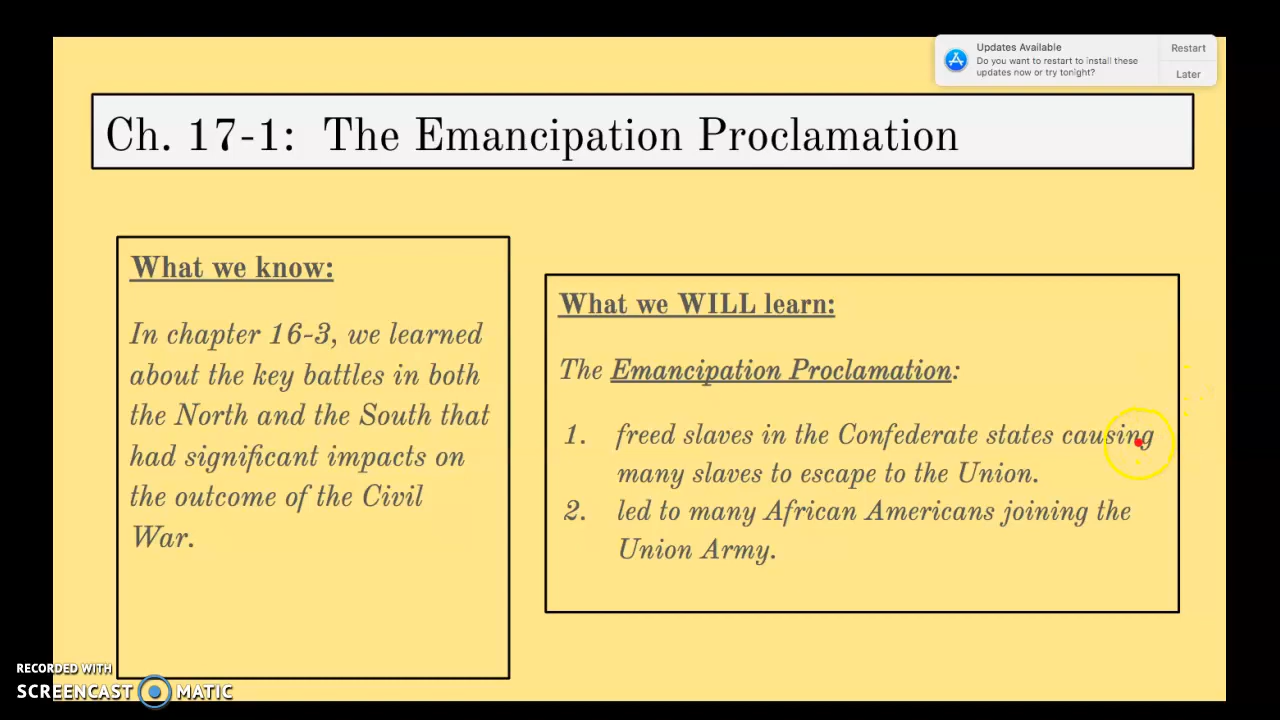 Updates Available
Do you want to restart to install these
updates now or try tonight?
Restart
Later
Ch. 17-1: The Emancipation Proclamation
What we know:
In chapter 16-3, we learned
about the key battles in both
the North and the South that
had significant impacts on
the outcome of the Civil
War.
What we WILL learn:
The Emancipation Proclamation:
1. freed slaves in the Confederate states causing
many slaves to escape to the Union.
2. led to many African Americans joining the
Union Army.
RECORDED WITH
SCREENCAST MATIC